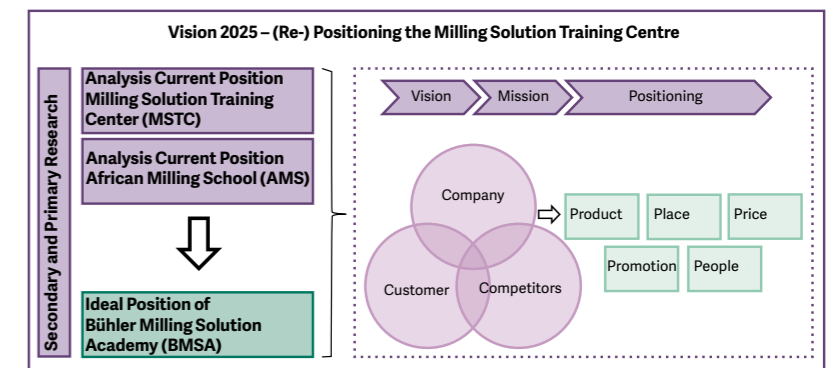 Vision 2025 – (Re-) Positioning the Milling Solution Training Centre
Secondary and Primary Research
Analysis Current Position
Milling Solution Training
Center (MSTC)
Analysis Current Position
African Milling School (AMS)
Ideal Position of
Bühler Milling Solution
Academy (BMSA)
Vision
Mission
Positioning
Company
Customer
Competitors
Product
Place
Price
Promotion
People